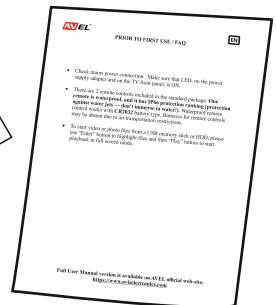 AVEL
EN
PRIOR TO FIRST USE / FAQ
• Check mains power connection. Make sure that LED, on the power
supply adapter and on the TV front panel, is ON.
• There are 2 remote controls included in the standard package. One
remote is waterproof, and it has IP66 protection ranking (protection
against water jets — don't immerse in water!). Waterproof remote
control works with CR2032 battery type. Batteries for remote controls
may be absent due to air transportation restrictions.
• To start video or photo files from a USB memory stick or HDD, please
use "Enter" button to highlight files and then "Play" button to start
playback in full screen mode.
Full User Manual version is available on AVEL official web-site:
https://www.aviselectronics.com